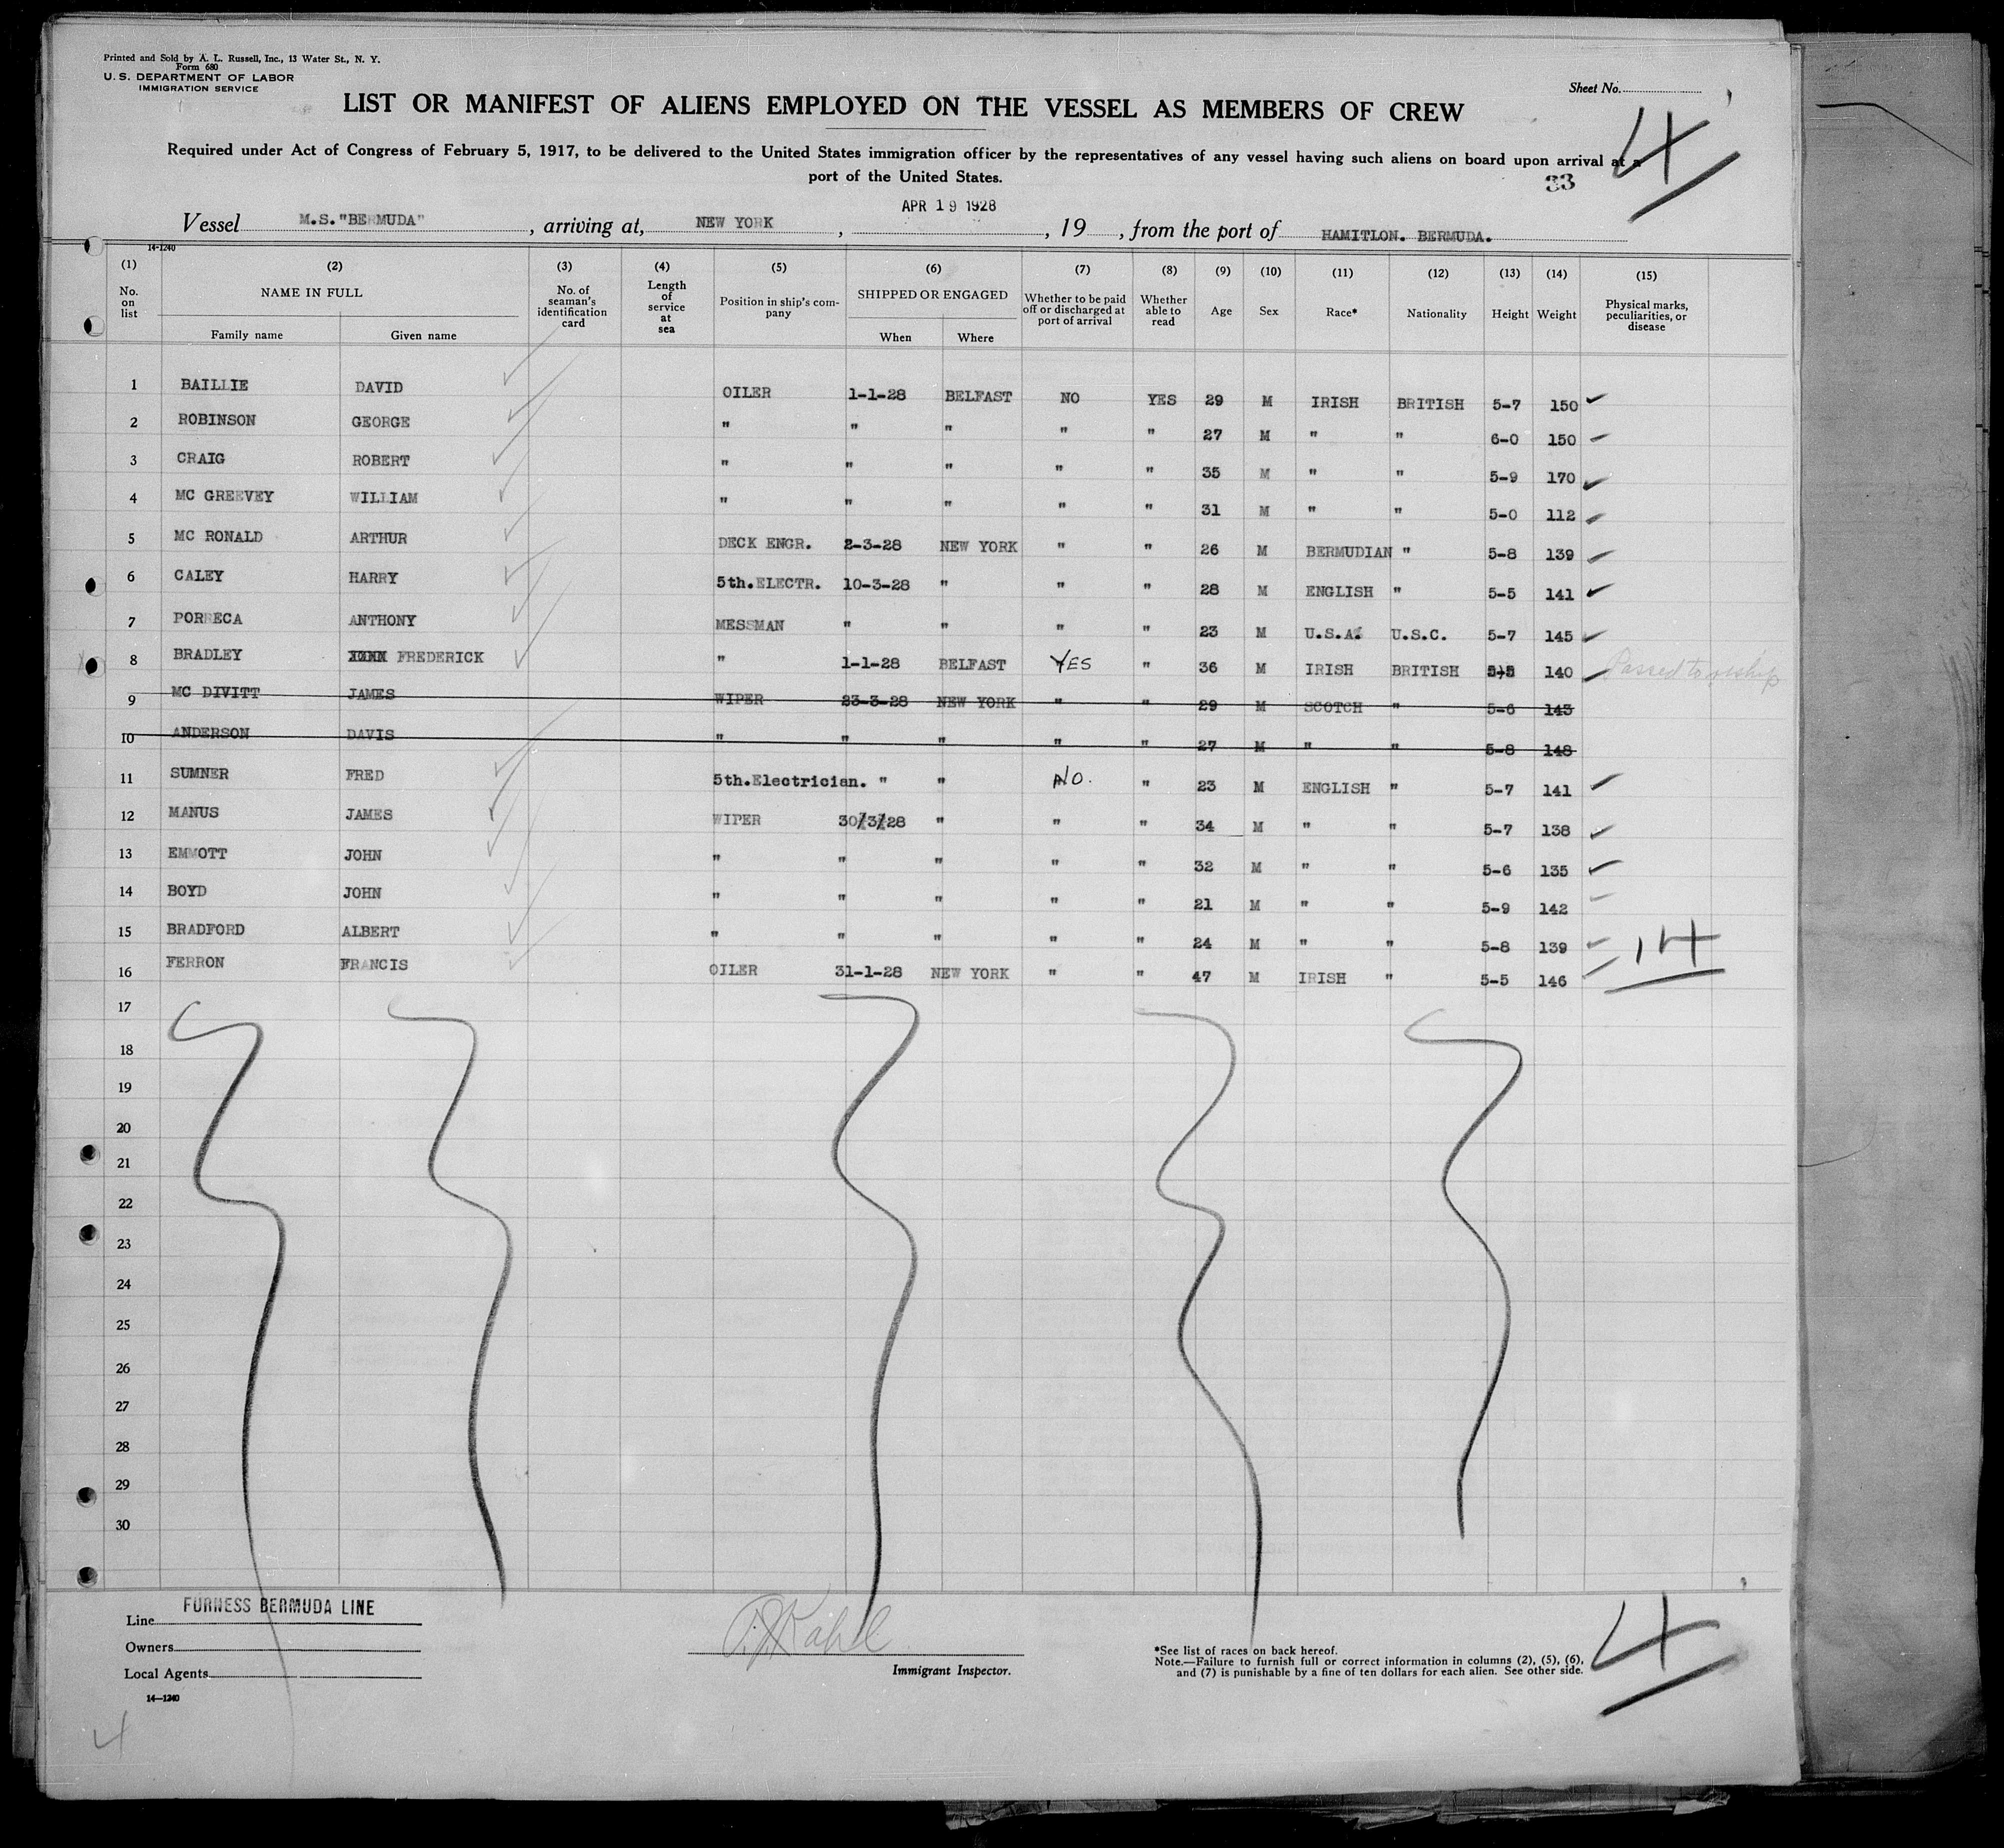 Printed and Sold by A. L. Russell, Inc., 13 Water St., N. Y.
Form 680
U. S. DEPARTMENT OF LABOR
IMMIGRATION SERVICE
Sheet No.
4
LIST OR MANIFEST OF ALIENS EMPLOYED ON THE VESSEL AS MEMBERS OF CREW
Required under Act of Congress of February 5, 1917, to be delivered to the United States immigration officer by the representatives of any vessel having such aliens on board upon arrival at a
port of the United States.
33
Vessel M.S."BERMUDA" , arriving at, NEW YORK , APR 19 1928 , 19 , from the port of HAMITLON. BERMUDA.
14-1240
(1) (2) (3) (4) (5) (6) (7) (8) (9) (10) (11) (12) (13) (14) (15)
No. on list NAME IN FULL Family name Given name No. of seaman's identification card Length of service at sea Position in ship's company SHIPPED OR ENGAGED When Where Whether to be paid off or discharged at port of arrival Whether able to read Age Sex Race* Nationality Height Weight Physical marks, peculiarities, or disease
1 BAILLIE DAVID OILER 1-1-28 BELFAST NO YES 29 M IRISH BRITISH 5-7 150
2 ROBINSON GEORGE " " " " " 27 M " " 6-0 150
3 CRAIG ROBERT " " " " " 35 M " " 5-9 170
4 MC GREEVEY WILLIAM " " " " " 31 M " " 5-0 112
5 MC RONALD ARTHUR DECK ENGR. 2-3-28 NEW YORK " " 26 M BERMUDIAN " 5-8 139
6 CALEY HARRY 5th.ELECTR. 10-3-28 " " " 28 M ENGLISH " 5-5 141
7 PORRECA ANTHONY MESSMAN " " " " 23 M U.S.A. U.S.C. 5-7 145
8 BRADLEY FREDERICK " 1-1-28 BELFAST YES " 36 M IRISH BRITISH 5-5 140 Passed to
9 MC DIVITT JAMES WIPER 23-3-28 NEW YORK " " 29 M SCOTCH " 5-6 143
10 ANDERSON DAVIS " " " " " 27 M " " 5-8 148
11 SUMNER FRED 5th.Electrician. " " NO. " 23 M ENGLISH " 5-7 141
12 MANUS JAMES WIPER 30/3/28 " " " 34 M " " 5-7 138
13 EMMOTT JOHN " " " " " 32 M " " 5-6 135
14 BOYD JOHN " " " " " 21 M " " 5-9 142
15 BRADFORD ALBERT " " " " " 24 M " " 5-8 139
14
16 FERRON FRANCIS OILER 31-1-28 NEW YORK " " 47 M IRISH " 5-5 146
17
18
19
20
21
22
23
24
25
26
27
28
29
30
Line FURNESS BERMUDA LINE
Owners
Local Agents
14—1240
Immigrant Inspector.
*See list of races on back hereof.
Note.—Failure to furnish full or correct information in columns (2), (5), (6),
and (7) is punishable by a fine of ten dollars for each alien. See other side.
4
4